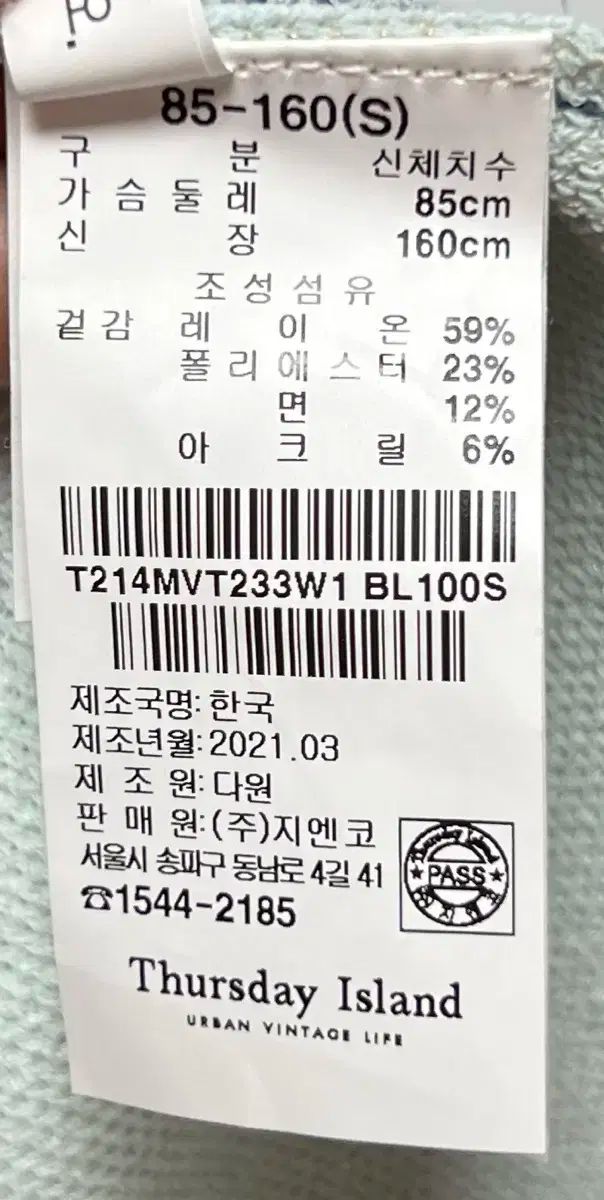 85-160(S)
구 분 신체치수
가 슴 둘 레 85cm
신 장 160cm
조 성 섬 유
겉 감 레 이 온 59%
폴 리 에 스 터 23%
면 12%
아 크 릴 6%
T214MVT233W1 BL100S
제조국명: 한국
제조년월: 2021.03
제 조 원: 다원
판 매 원: (주)지엔코
서울시 송파구 동남로 4길 41
☎1544-2185
Thursday Island
★PASS★
Thursday Island
URBAN VINTAGE LIFE